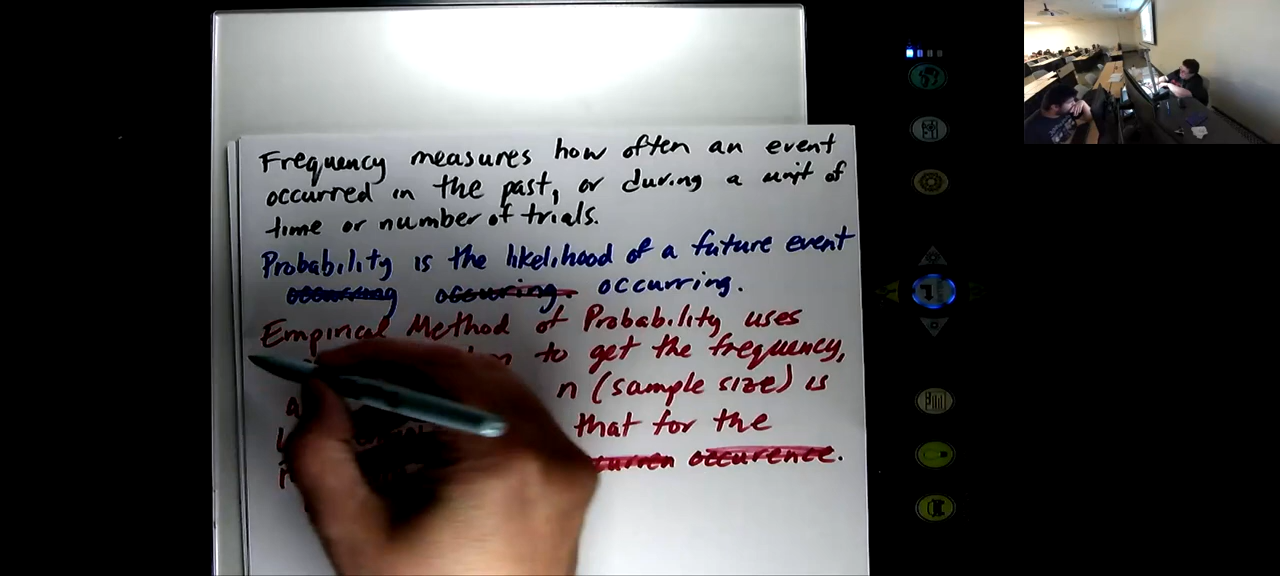 Frequency measures how often an event
occurred in the past, or during a unit of
time or number of trials.
Probability is the likelihood of a future event
occurring occuring. occurring.
Empirical Method of Probability uses
to get the frequency,
n (sample size) is
that for the
occurence.